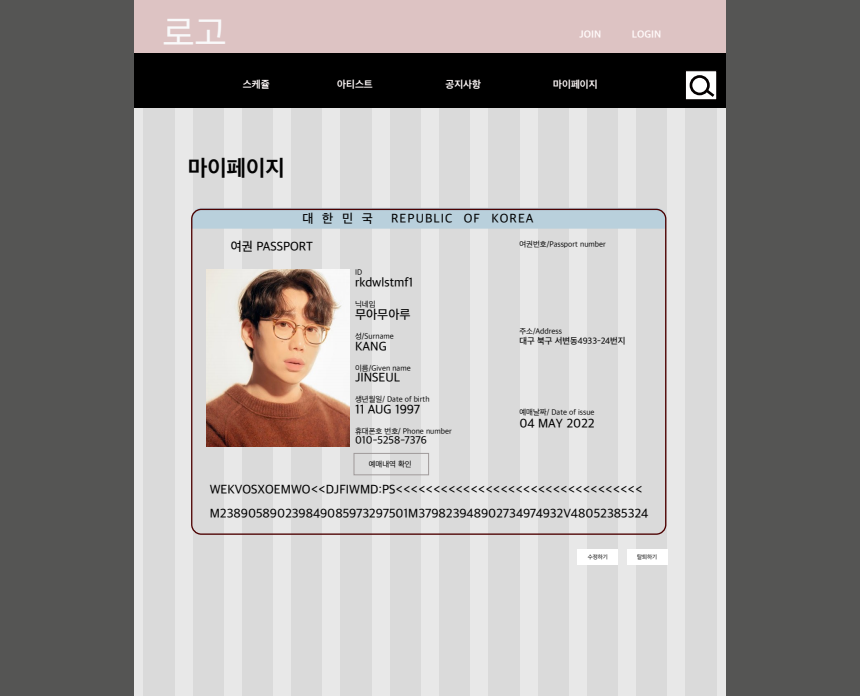 로고
JOIN LOGIN
스케쥴 아티스트 공지사항 마이페이지
마이페이지
대 한 민 국 REPUBLIC OF KOREA
여권 PASSPORT
여권번호/Passport number
ID
rkdwlstmf1
닉네임
무아무아루
성/Surname
KANG
이름/Given name
JINSEUL
생년월일/ Date of birth
11 AUG 1997
휴대폰호 번호/ Phone number
010-5258-7376
주소/Address
대구 북구 서변동4933-24번지
예매날짜/ Date of issue
04 MAY 2022
예매내역 확인
WEKVOSXOEMWO<<DJFIWMD:PS<<<<<<<<<<<<<<<<<<<<<<<<<<<<<<<<<
M238905890239849085973297501M379823948902734974932V48052385324
수정하기 탈퇴하기